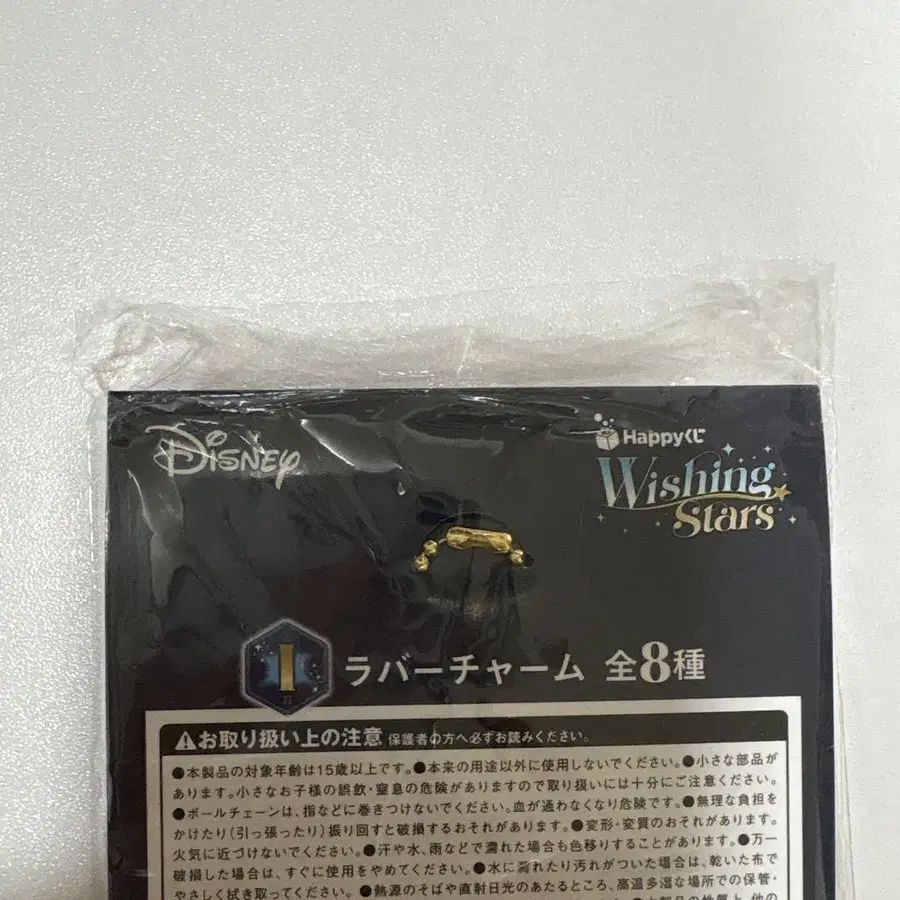 Disney
Happyくじ
Wishing
Stars
I
賞
ラバーチャーム 全8種
⚠お取り扱い上の注意 保護者の方へ必ずお読みください。
●本製品の対象年齢は15歳以上です。●本来の用途以外に使用しないでください。●小さな部品が
あります。小さなお子様の誤飲・窒息の危険がありますので取り扱いには十分にご注意ください。
●ボールチェーンは、指などに巻きつけないでください。血が通わなくなり危険です。●無理な負担を
かけたり(引っ張ったり)振り回すと破損するおそれがあります。●変形・変質のおそれがあります。
火気に近づけないでください。●汗や水、雨などで濡れた場合も色移りすることがあります。●万一
破損した場合は、すぐに使用をやめてください。●水に濡れたり汚れがついた場合は、乾いた布で
やさしく拭き取ってください。●熱源のそばや直射日光のあたるところ、高温多湿な場所での保管・